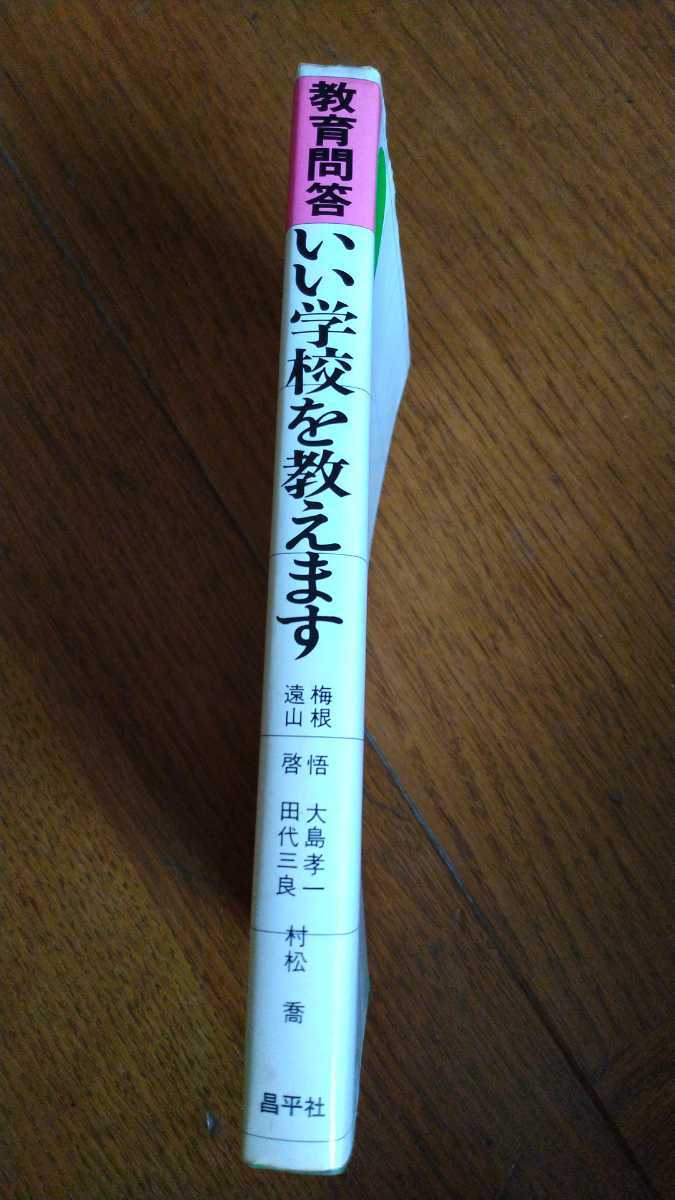 教育問答
いい学校を教えます
梅根 悟
遠山 啓
大島孝一
田代三良
村松 喬
昌平社